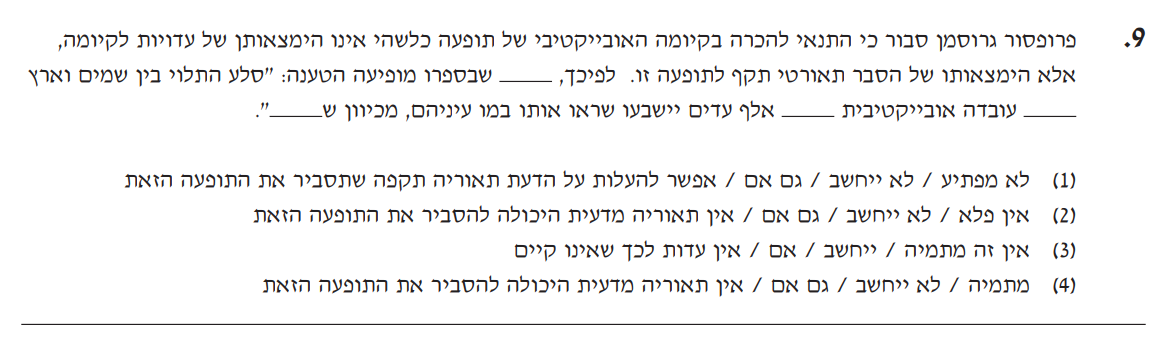 9. פרופסור גרוסמן סבור כי התנאי להכרה בקיומה האובייקטיבי של תופעה כלשהי אינו הימצאותן של עדויות לקיומה,
אלא הימצאותו של הסבר תאורטי תקף לתופעה זו. לפיכך, _____ שבספרו מופיעה הטענה: "סלע התלוי בין שמים וארץ
_____ עובדה אובייקטיבית _____ אלף עדים יישבעו שראו אותו במו עיניהם, מכיוון ש_____".
(1) לא מפתיע / לא ייחשב / גם אם / אפשר להעלות על הדעת תאוריה תקפה שתסביר את התופעה הזאת
(2) אין פלא / לא ייחשב / גם אם / אין תאוריה מדעית היכולה להסביר את התופעה הזאת
(3) אין זה מתמיה / ייחשב / אם / אין עדות לכך שאינו קיים
(4) מתמיה / לא ייחשב / גם אם / אין תאוריה מדעית היכולה להסביר את התופעה הזאת